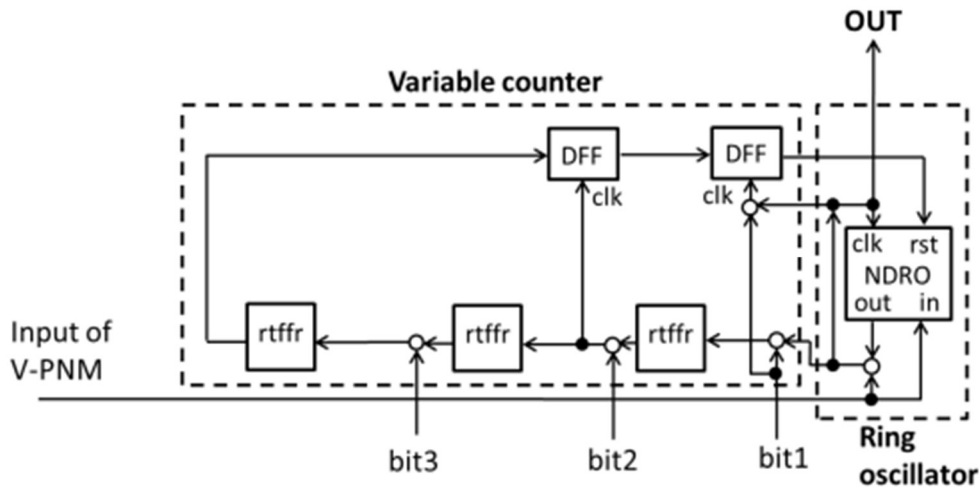 OUT
Variable counter
DFF
DFF
clk
clk
clk rst
NDRO
out in
rtffr
rtffr
rtffr
Input of
V-PNM
bit3
bit2
bit1
Ring
oscillator